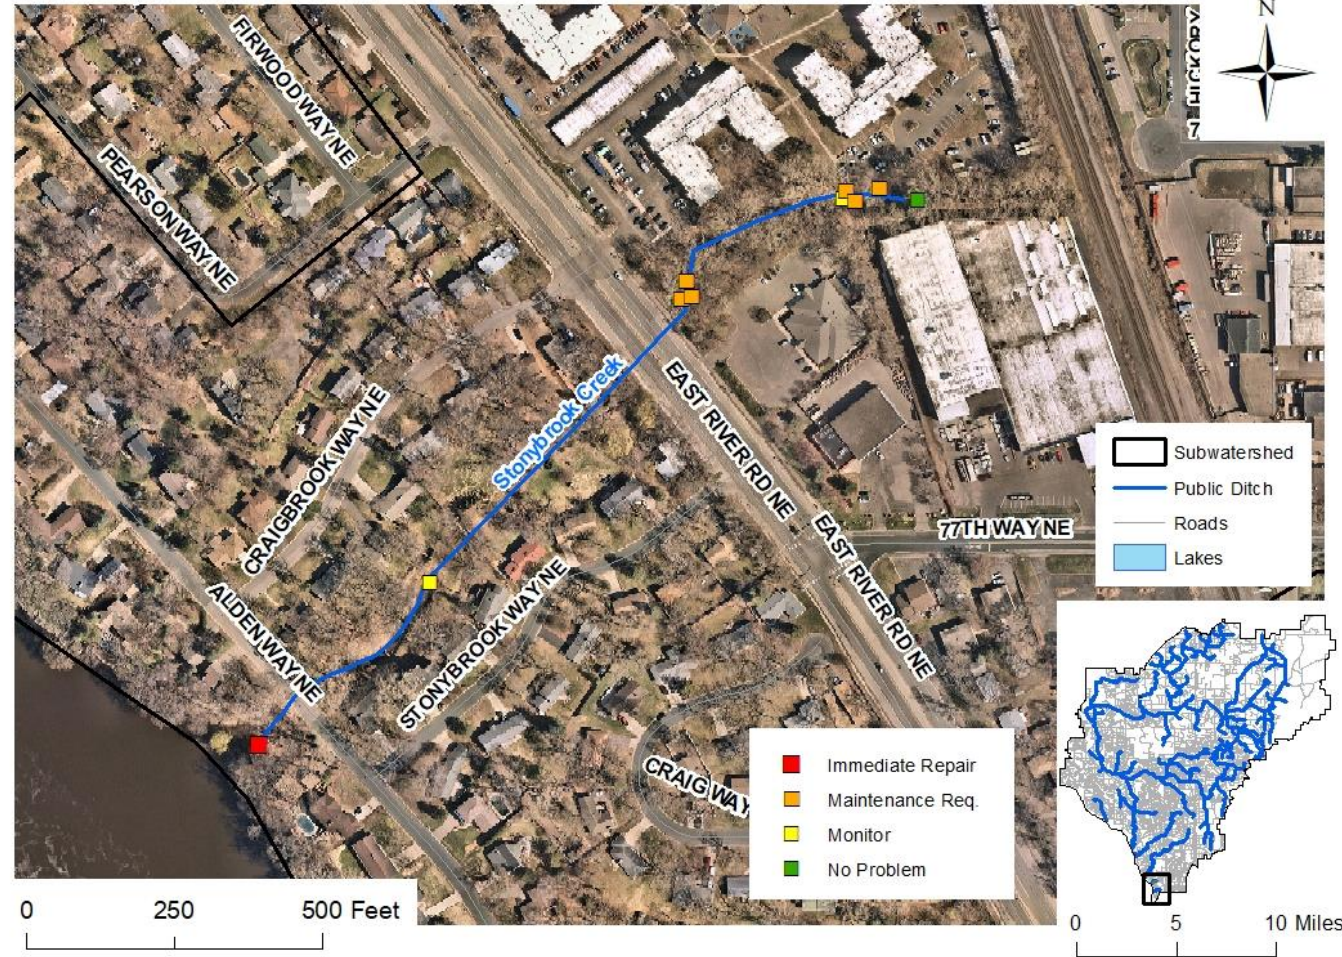 N
7 HICKORY
FIRWOOD WAY NE
PEARSON WAY NE
Stonybrook Creek
EAST RIVER RD NE
CRAIGBROOK WAY NE
EAST RIVER RD NE
77TH WAY NE
ALDEN WAY NE
STONYBROOK WAY NE
CRAIG WAY
Subwatershed
Public Ditch
Roads
Lakes
Immediate Repair
Maintenance Req.
Monitor
No Problem
0 250 500 Feet
0 5 10 Miles